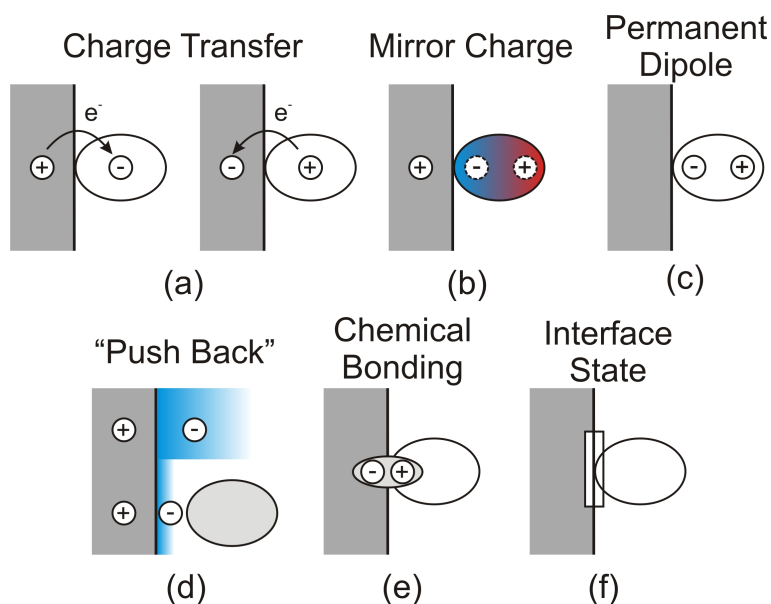 Charge Transfer
Mirror Charge
Permanent
Dipole
e-
e-
+
-
-
+
+
-
+
-
+
(a)
(b)
(c)
"Push Back"
Chemical
Bonding
Interface
State
+
-
+
-
-
+
(d)
(e)
(f)